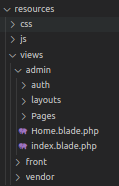 resources
css
js
views
admin
auth
layouts
Pages
Home.blade.php
index.blade.php
front
vendor